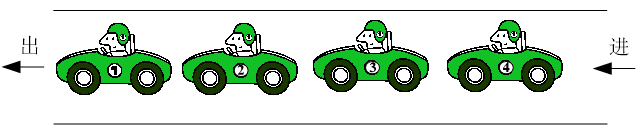 出 ① ② ③ ④ 进